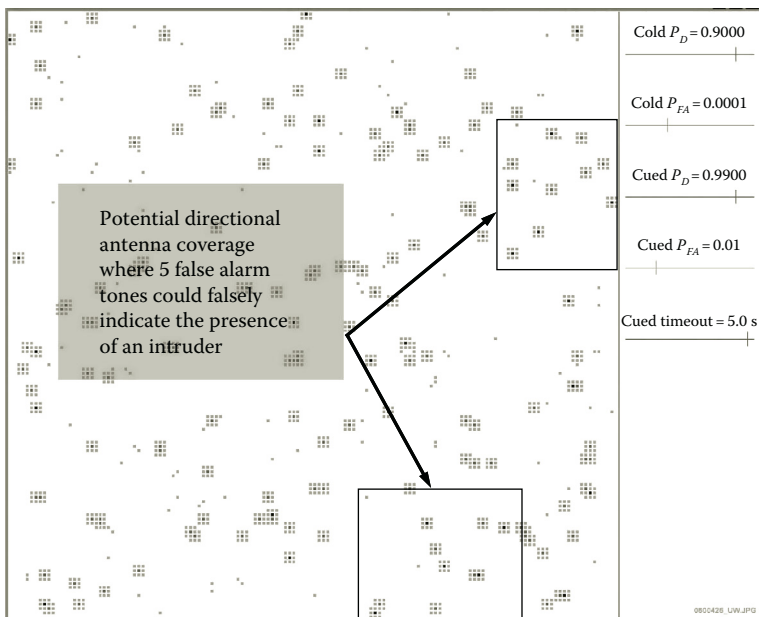 Cold P_D = 0.9000
Cold P_FA = 0.0001
Cued P_D = 0.9900
Cued P_FA = 0.01
Cued timeout = 5.0 s
Potential directional
antenna coverage
where 5 false alarm
tones could falsely
indicate the presence
of an intruder
0800426_UW.JPG